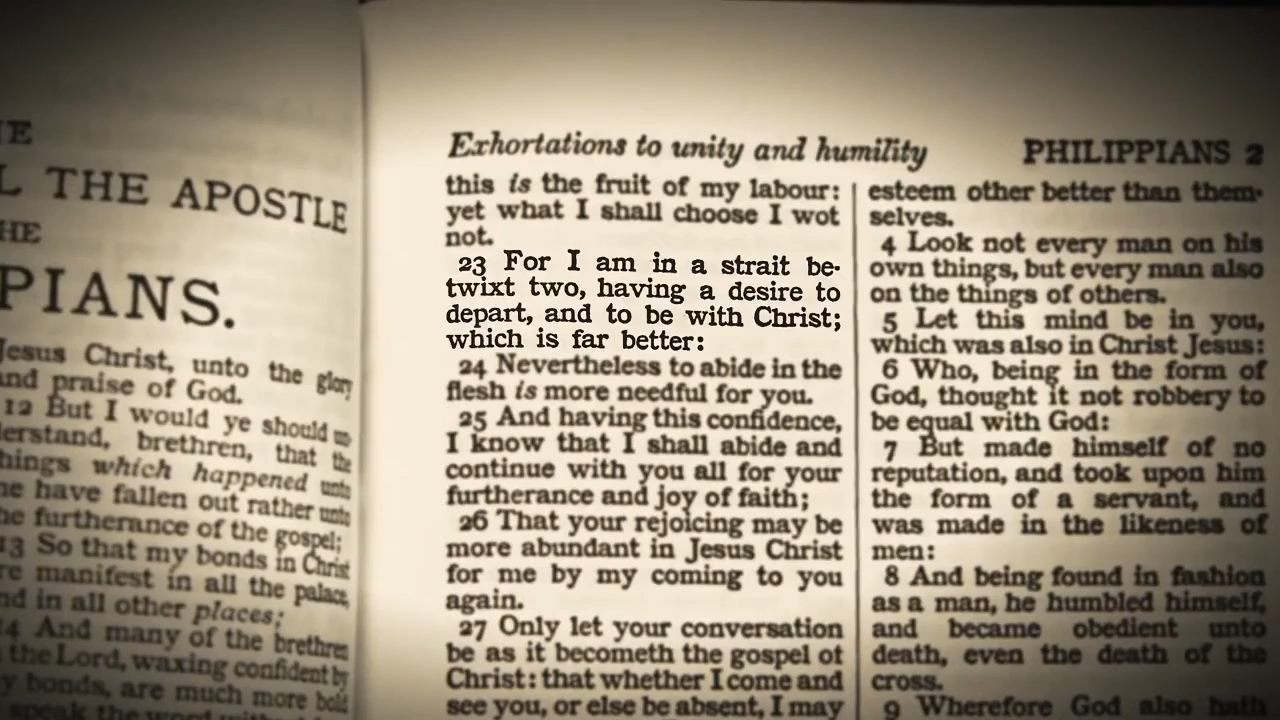 HE
L THE APOSTLE
HE
PIANS.
Jesus Christ, unto the glory
and praise of God.
12 But I would ye should
derstand, brethren, that the
things which happened unto
me have fallen out rather unto
the furtherance of the gospel;
13 So that my bonds in Christ
re manifest in all the palace,
nd in all other places;
14 And many of the brethren
the Lord, waxing confident by
y bonds, are much more bold
speak the word
Exhortations to unity and humility
PHILIPPIANS 2
this is the fruit of my labour:
yet what I shall choose I wot
not.
23 For I am in a strait be-
twixt two, having a desire to
depart, and to be with Christ;
which is far better:
24 Nevertheless to abide in the
flesh is more needful for you.
25 And having this confidence,
I know that I shall abide and
continue with you all for your
furtherance and joy of faith;
26 That your rejoicing may be
more abundant in Jesus Christ
for me by my coming to you
again.
27 Only let your conversation
be as it becometh the gospel of
Christ: that whether I come and
see you, or else be absent, I may
esteem other better than them-
selves.
4 Look not every man on his
own things, but every man also
on the things of others.
5 Let this mind be in you,
which was also in Christ Jesus:
6 Who, being in the form of
God, thought it not robbery to
be equal with God:
7 But made himself of no
reputation, and took upon him
the form of a servant, and
was made in the likeness of
men:
8 And being found in fashion
as a man, he humbled himself,
and became obedient unto
death, even the death of the
cross.
9 Wherefore God also hath